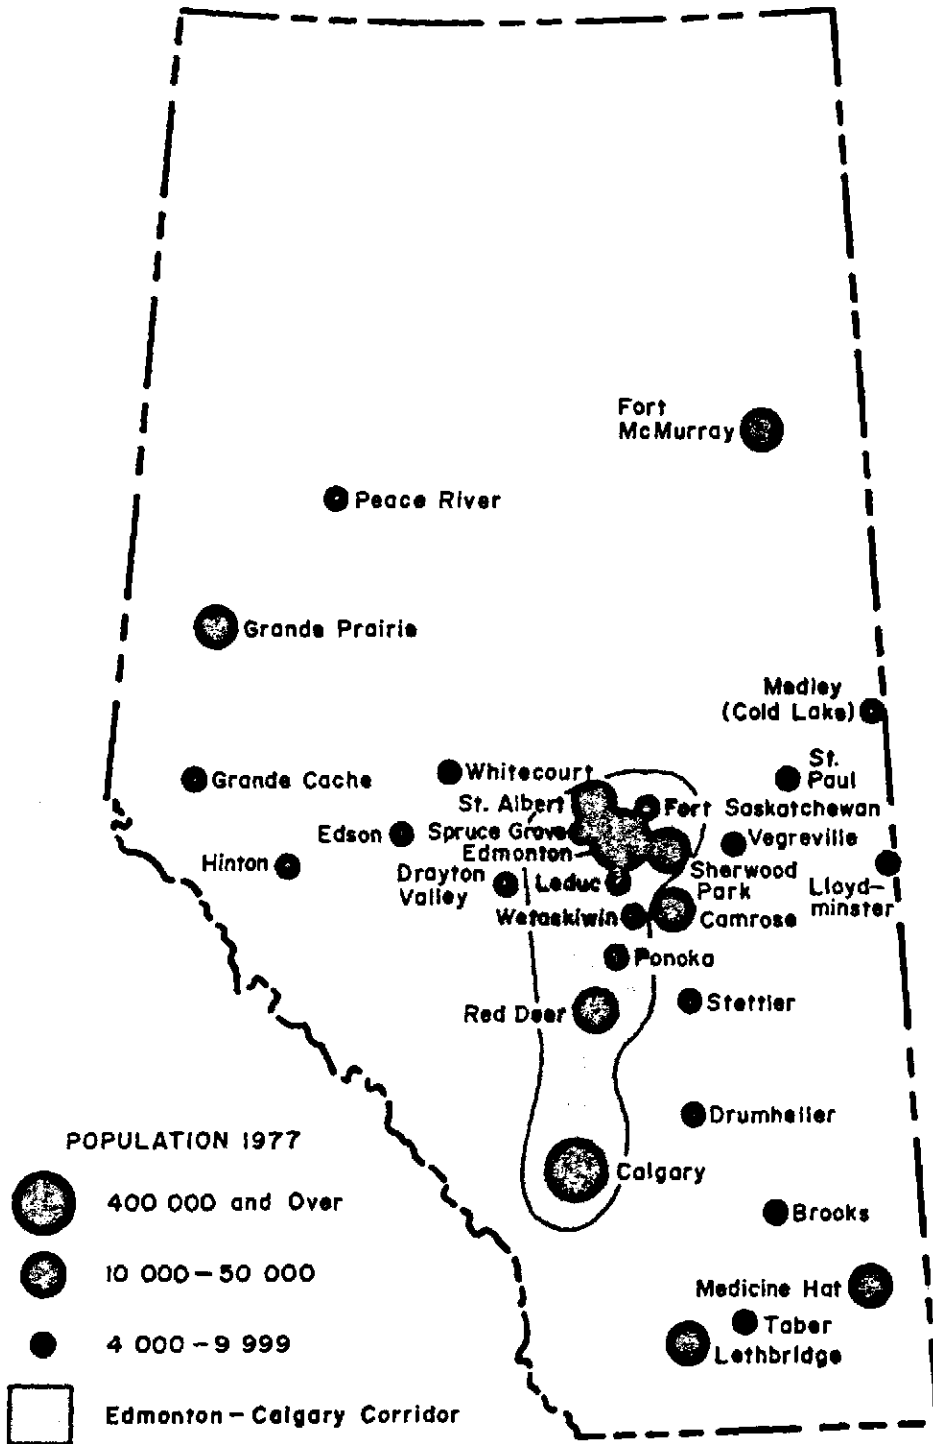 Fort
McMurray
Peace River
Grande Prairie
Medley
(Cold Lake)
Grande Cache
Whitecourt
St.
Paul
St. Albert
Fort Saskatchewan
Edson
Spruce Grove
Vegreville
Edmonton
Hinton
Drayton
Valley
Leduc
Sherwood
Park
Lloyd-
minster
Wetaskiwin
Camrose
Ponoka
Stettler
Red Deer
Drumheller
POPULATION 1977
Calgary
400 000 and Over
Brooks
10 000-50 000
Medicine Hat
Taber
4 000-9 999
Lethbridge
Edmonton-Calgary Corridor